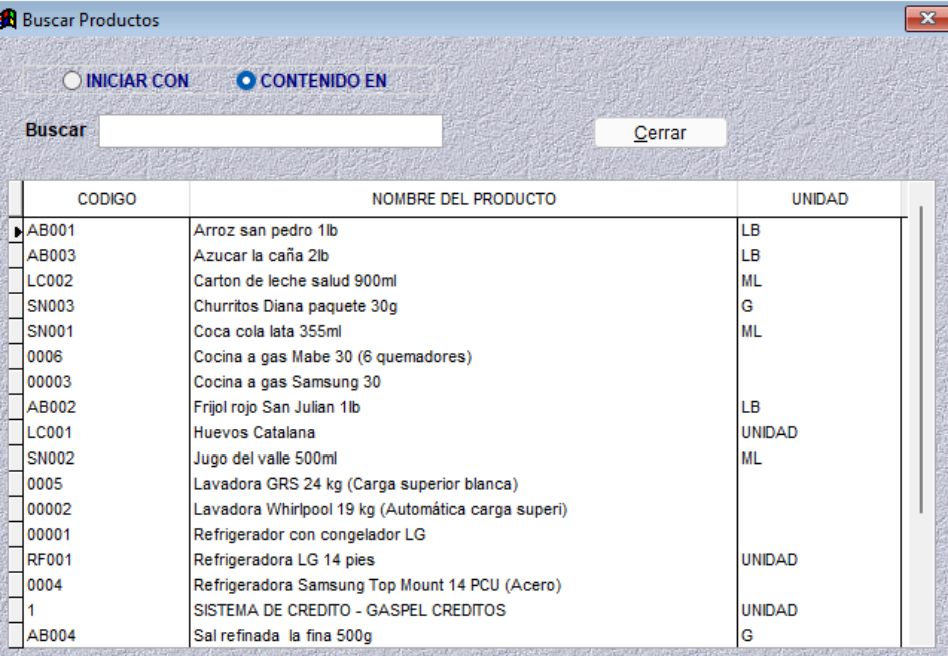 Buscar Productos
INICIAR CON CONTENIDO EN
Buscar Cerrar
CODIGO NOMBRE DEL PRODUCTO UNIDAD
AB001 Arroz san pedro 1lb LB
AB003 Azucar la caña 2lb LB
LC002 Carton de leche salud 900ml ML
SN003 Churritos Diana paquete 30g G
SN001 Coca cola lata 355ml ML
0006 Cocina a gas Mabe 30 (6 quemadores)
00003 Cocina a gas Samsung 30
AB002 Frijol rojo San Julian 1lb LB
LC001 Huevos Catalana UNIDAD
SN002 Jugo del valle 500ml ML
0005 Lavadora GRS 24 kg (Carga superior blanca)
00002 Lavadora Whirlpool 19 kg (Automática carga superi)
00001 Refrigerador con congelador LG
RF001 Refrigeradora LG 14 pies UNIDAD
0004 Refrigeradora Samsung Top Mount 14 PCU (Acero)
1 SISTEMA DE CREDITO - GASPEL CREDITOS UNIDAD
AB004 Sal refinada  la fina 500g G